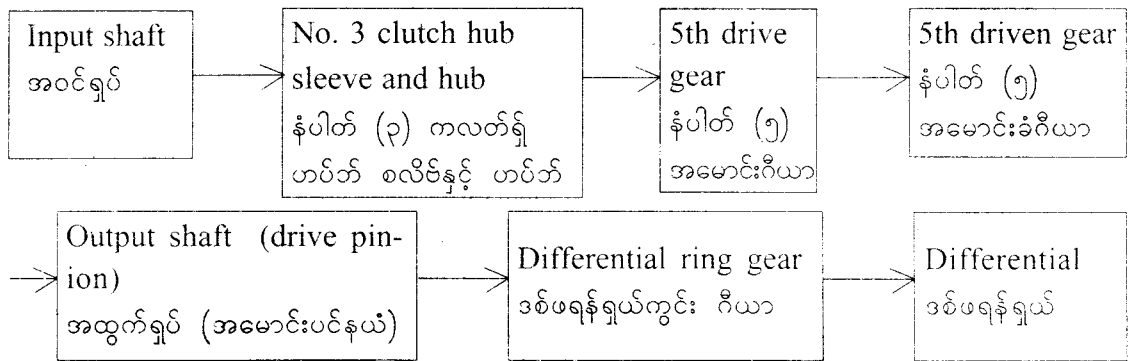 Input shaft
အဝင်ရှပ်
No. 3 clutch hub
sleeve and hub
နံပါတ် (၃) ကလတ်ရှ်
ဟပ်ဘ် စလိဗ်နှင့် ဟပ်ဘ်
5th drive
gear
နံပါတ် (၅)
အမောင်းဂီယာ
5th driven gear
နံပါတ် (၅)
အမောင်းခံဂီယာ
Output shaft (drive pin-
ion)
အထွက်ရှပ် (အမောင်းပင်နယံ)
Differential ring gear
ဒစ်ဖရန်ရှယ်ကွင်း ဂီယာ
Differential
ဒစ်ဖရန်ရှယ်